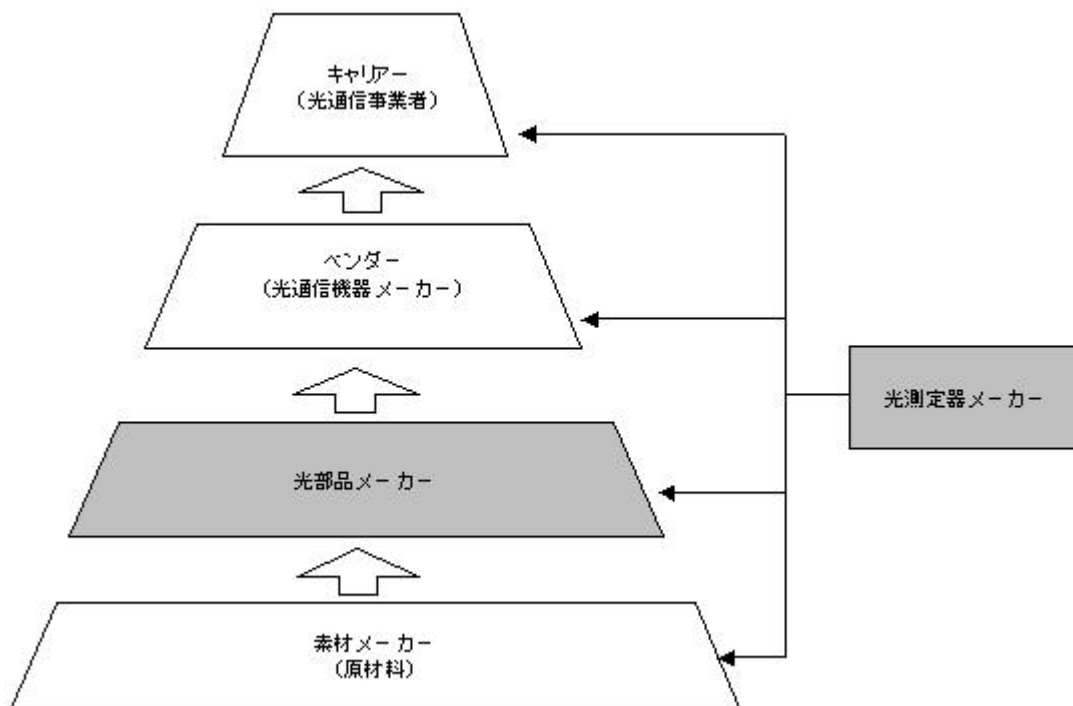 キャリアー
（光通信事業者）
ベンダー
（光通信機器メーカー）
光測定器メーカー
光部品メーカー
素材メーカー
（原材料）